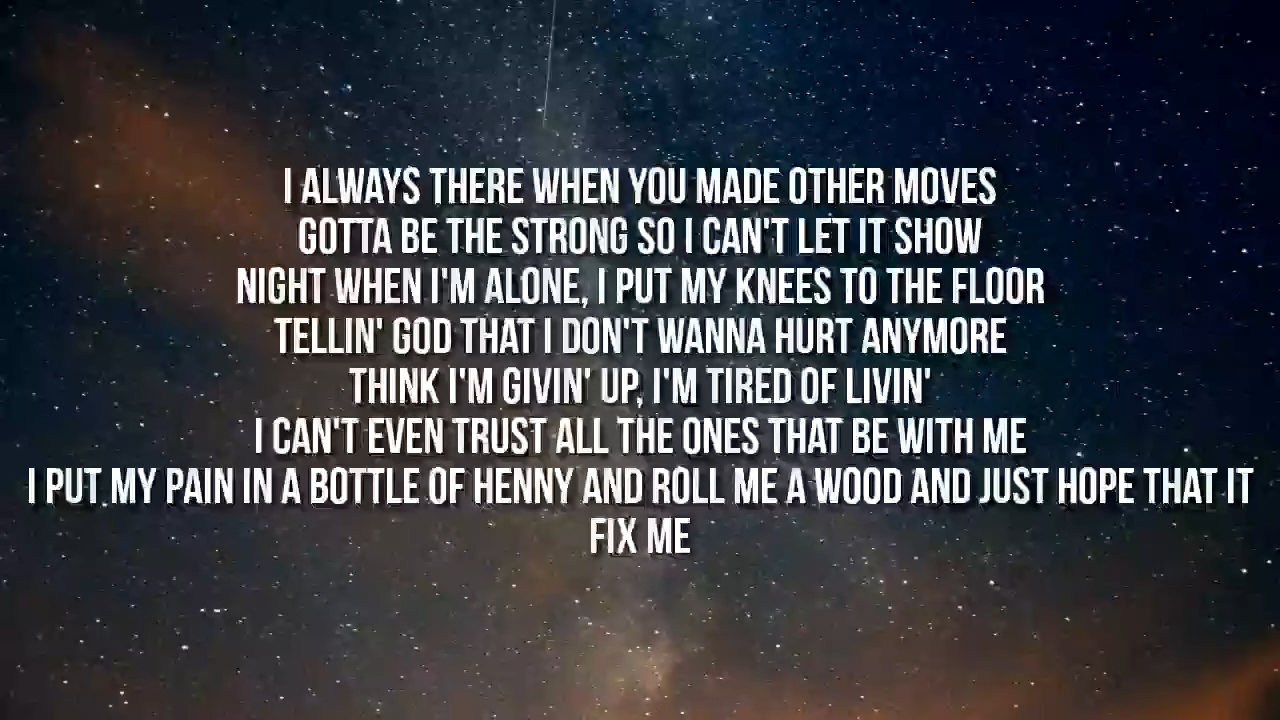 I ALWAYS THERE WHEN YOU MADE OTHER MOVES
GOTTA BE THE STRONG SO I CAN'T LET IT SHOW
NIGHT WHEN I'M ALONE, I PUT MY KNEES TO THE FLOOR
TELLIN' GOD THAT I DON'T WANNA HURT ANYMORE
THINK I'M GIVIN' UP, I'M TIRED OF LIVIN'
I CAN'T EVEN TRUST ALL THE ONES THAT BE WITH ME
I PUT MY PAIN IN A BOTTLE OF HENNY AND ROLL ME A WOOD AND JUST HOPE THAT IT
FIX ME